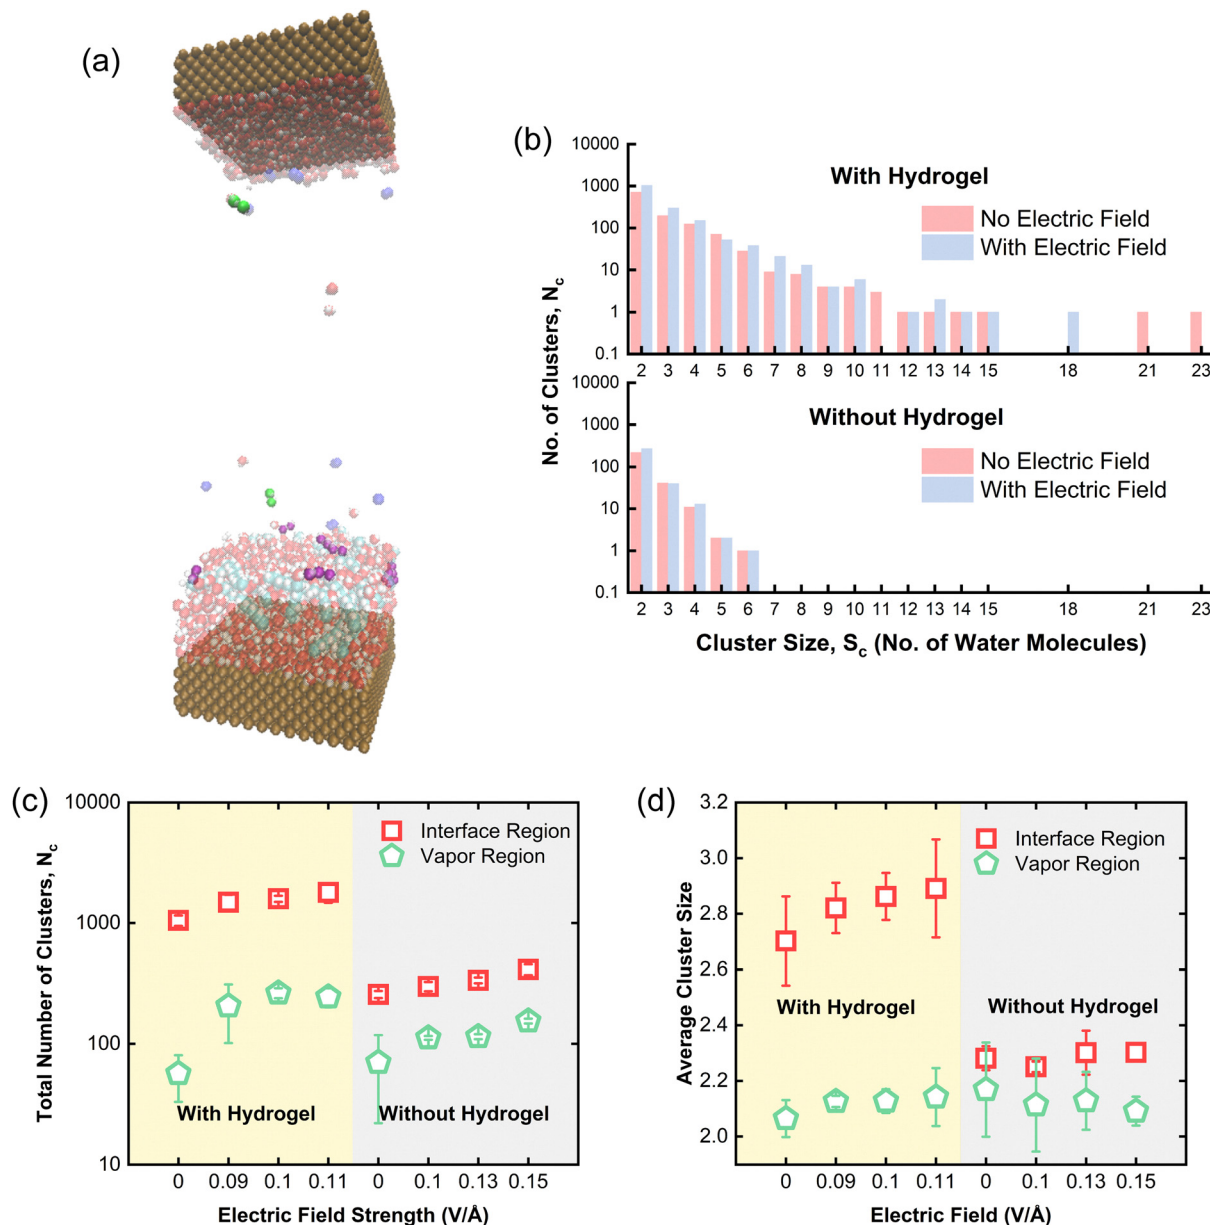 (a)
(b)
10000
1000
100
10
1
0.1
With Hydrogel
No Electric Field
With Electric Field
2 3 4 5 6 7 8 9 10 11 12 13 14 15 18 21 23
No. of Clusters, N_c
10000
1000
100
10
1
0.1
Without Hydrogel
No Electric Field
With Electric Field
2 3 4 5 6 7 8 9 10 11 12 13 14 15 18 21 23
Cluster Size, S_c (No. of Water Molecules)
(c)
10000
1000
100
10
Total Number of Clusters, N_c
Interface Region
Vapor Region
With Hydrogel
Without Hydrogel
0 0.09 0.1 0.11 0 0.1 0.13 0.15
Electric Field Strength (V/Å)
(d)
3.2
3.0
2.8
2.6
2.4
2.2
2.0
Average Cluster Size
Interface Region
Vapor Region
With Hydrogel
Without Hydrogel
0 0.09 0.1 0.11 0 0.1 0.13 0.15
Electric Field (V/Å)